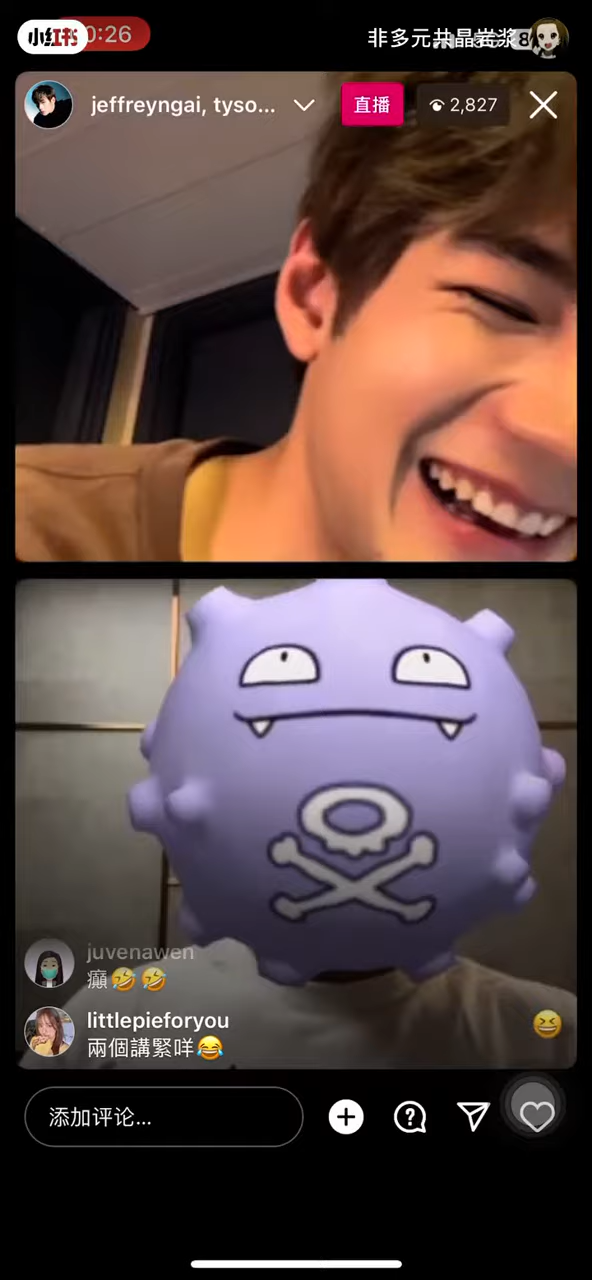 小红书
0:26
非多元共晶岩浆
jeffreyngai, tyso...
直播
2,827
juvenawen
癲🤣🤣
littlepieforyou
兩個講緊咩😂
添加评论...